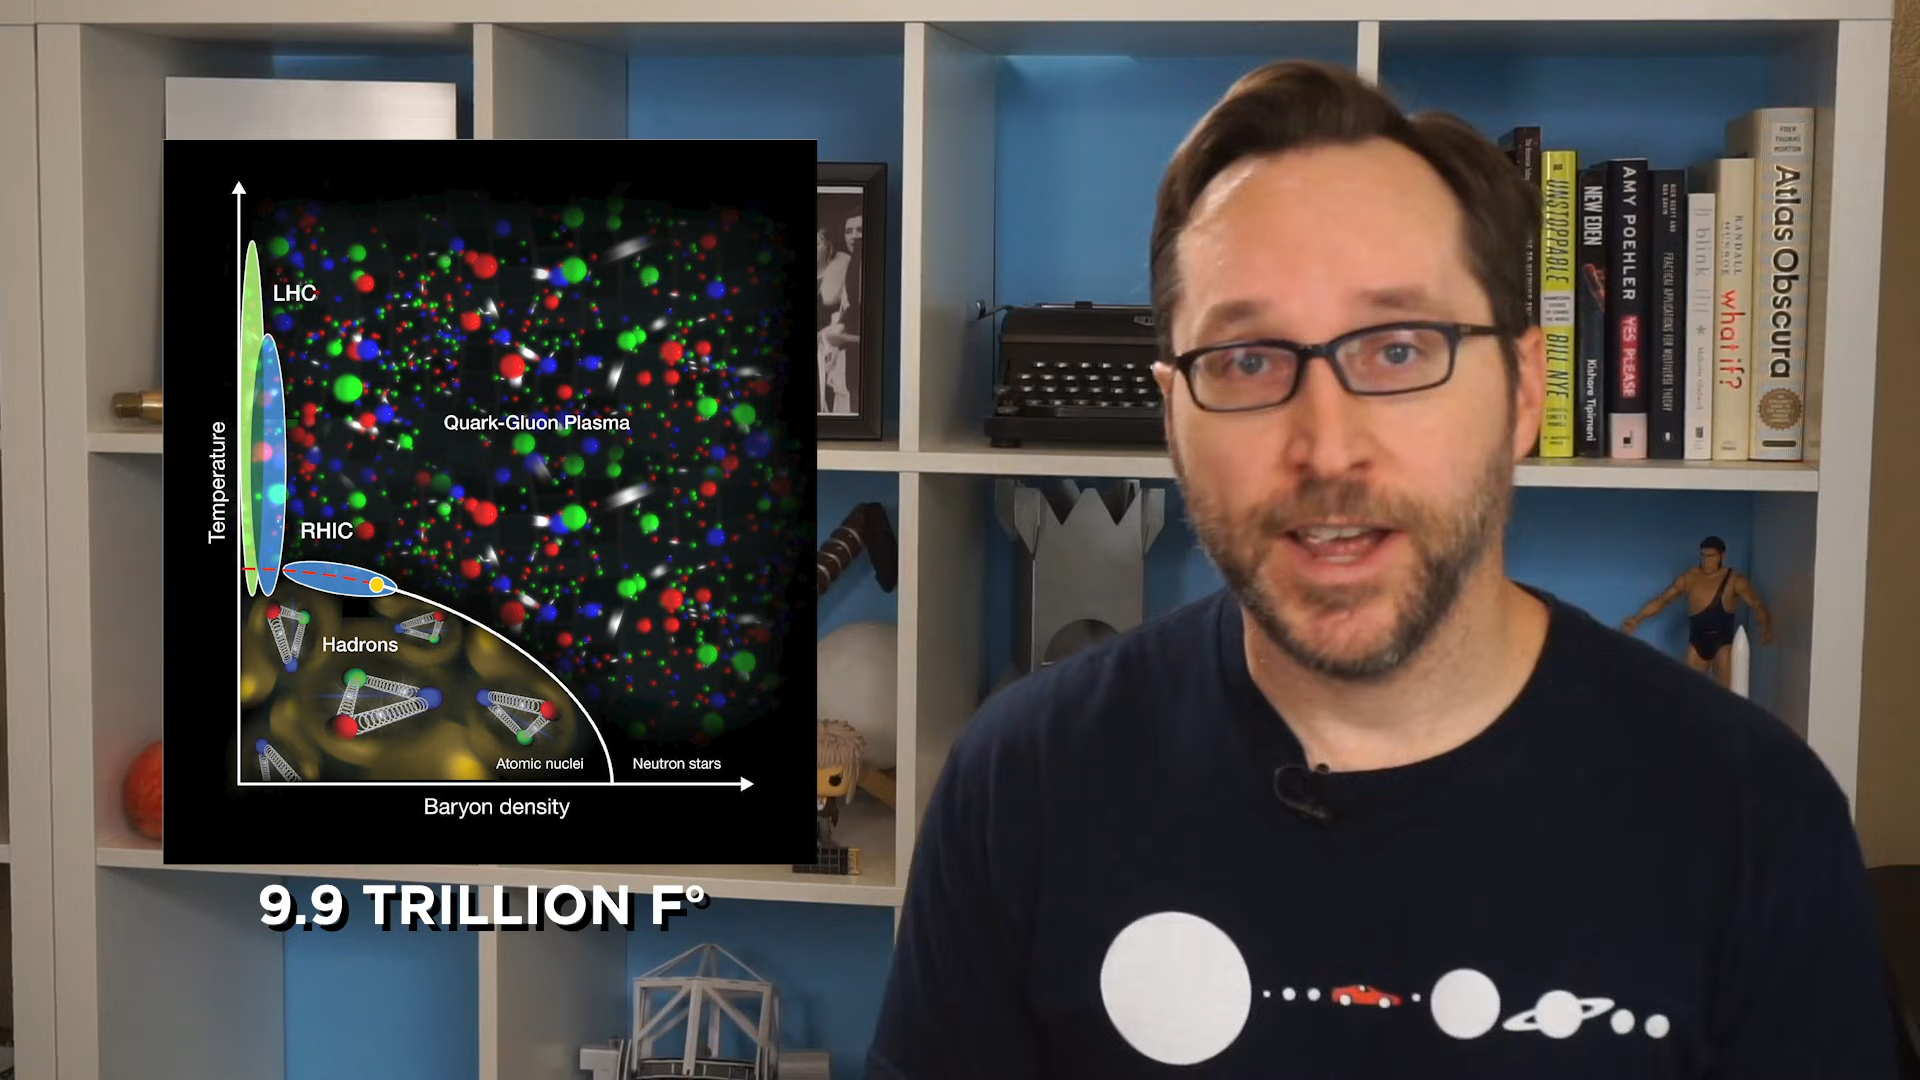 LHC
Quark-Gluon Plasma
Temperature
RHIC
Hadrons
Atomic nuclei
Neutron stars
Baryon density
9.9 TRILLION F°
UNSTOPPABLE
BILL NYE
NEW EDEN
Kishore Tipirneni
AMY POEHLER
YES PLEASE
blink
RANDALL
what if?
Atlas Obscura